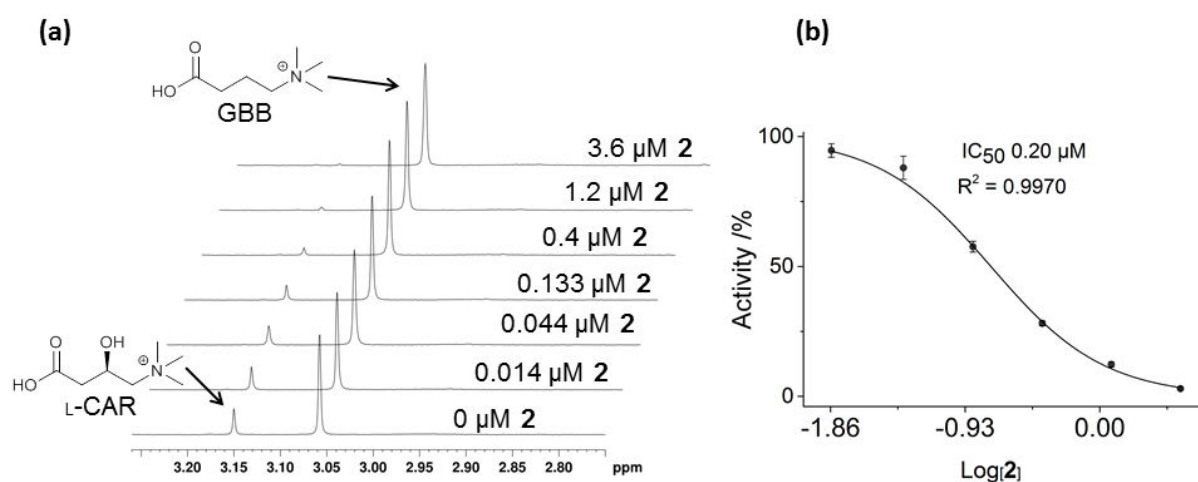 (a)
O
HO
N
⊕
GBB
3.6 µM 2
1.2 µM 2
0.4 µM 2
0.133 µM 2
0.044 µM 2
0.014 µM 2
0 µM 2
O
OH
HO
N
⊕
L-CAR
3.20 3.15 3.10 3.05 3.00 2.95 2.90 2.85 2.80 ppm
(b)
IC50 0.20 µM
R2 = 0.9970
Activity /%
100
50
0
-1.86 -0.93 0.00
Log[2]